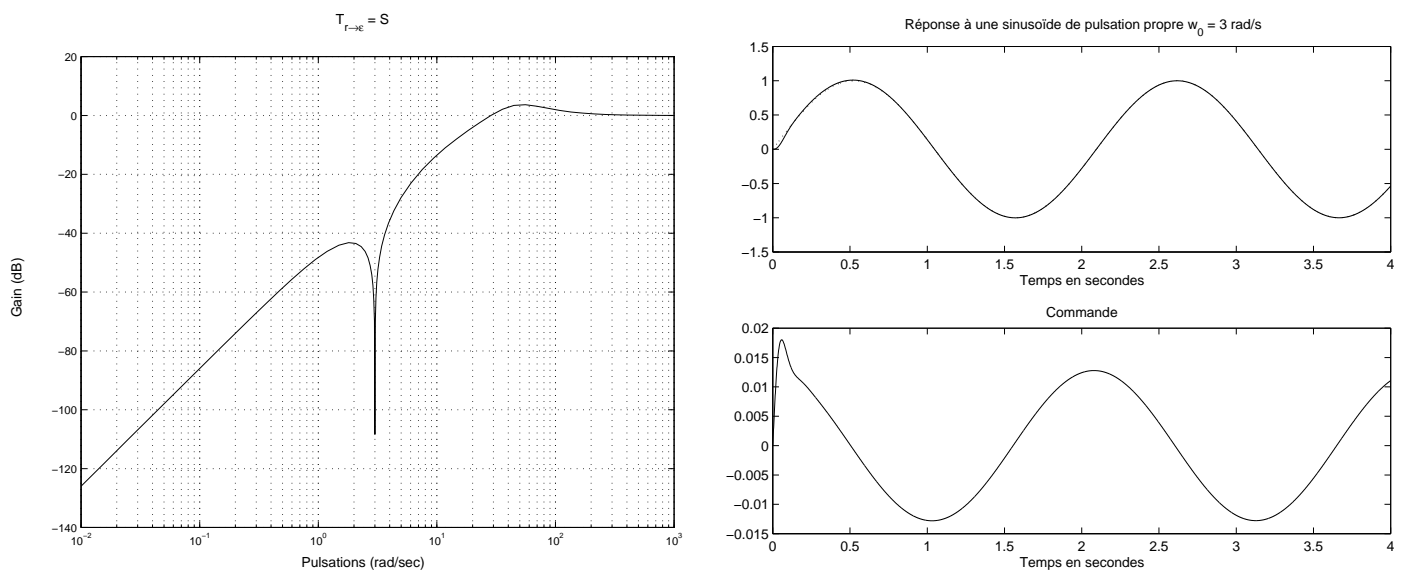 T_{r→ε} = S
20
0
−20
−40
−60
−80
−100
−120
−140
Gain (dB)
10^{−2} 10^{−1} 10^{0} 10^{1} 10^{2} 10^{3}
Pulsations (rad/sec)
Réponse à une sinusoïde de pulsation propre w_0 = 3 rad/s
1.5
1
0.5
0
−0.5
−1
−1.5
0 0.5 1 1.5 2 2.5 3 3.5 4
Temps en secondes
Commande
0.02
0.015
0.01
0.005
0
−0.005
−0.01
−0.015
0 0.5 1 1.5 2 2.5 3 3.5 4
Temps en secondes